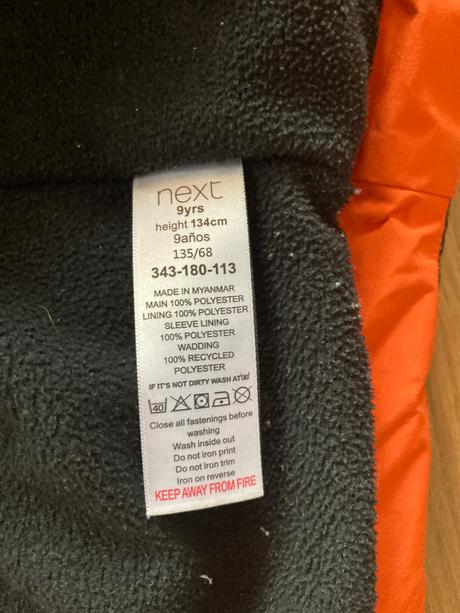 next
9yrs
height 134cm
9años
135/68
343-180-113
MADE IN MYANMAR
MAIN 100% POLYESTER
LINING 100% POLYESTER
SLEEVE LINING
100% POLYESTER
WADDING
100% RECYCLED
POLYESTER
IF IT'S NOT DIRTY WASH AT
40
Close all fastenings before
washing
Wash inside out
Do not iron print
Do not iron trim
Iron on reverse
KEEP AWAY FROM FIRE